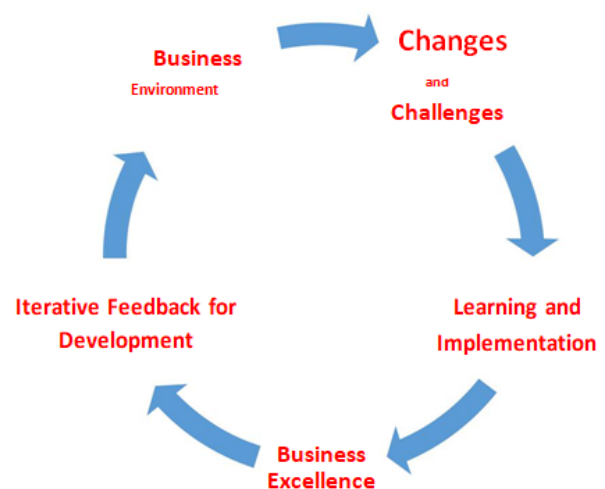 Business
Environment
Changes
and
Challenges
Learning and
Implementation
Business
Excellence
Iterative Feedback for
Development